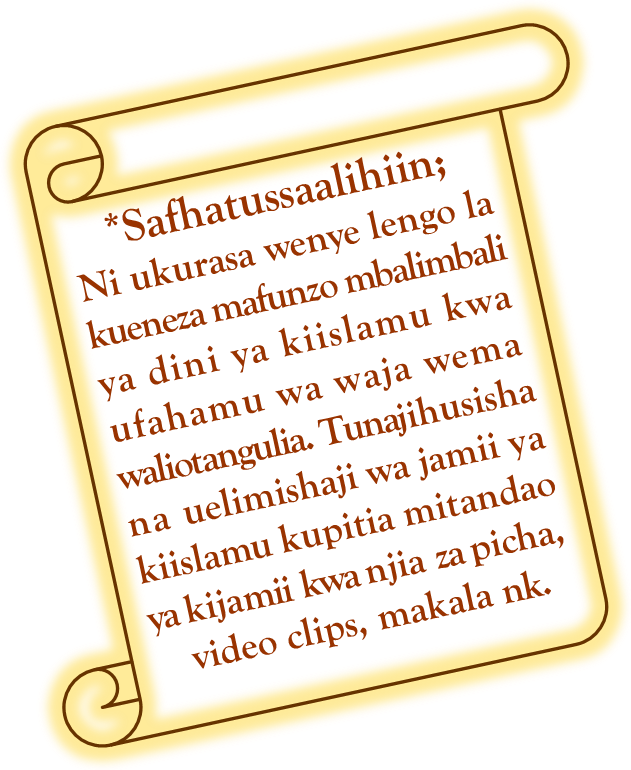 *Safhatussaalihiin;
Ni ukurasa wenye lengo la
kueneza mafunzo mbalimbali
ya dini ya kiislamu kwa
ufahamu wa waja wema
waliotangulia. Tunajihusisha
na uelimishaji wa jamii ya
kiislamu kupitia mitandao
ya kijamii kwa njia za picha,
video clips, makala nk.